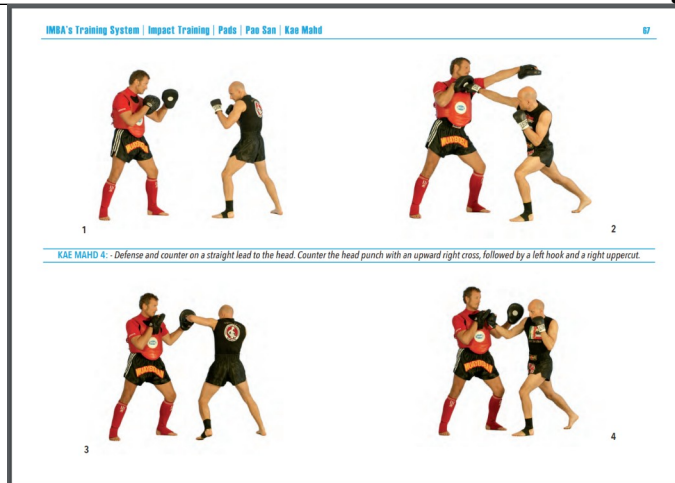 IMBA's Training System | Impact Training | Pads | Pao San | Kae Mahd 67
1
2
KAE MAHD 4: - Defense and counter on a straight lead to the head. Counter the head punch with an upward right cross, followed by a left hook and a right uppercut.
3
4